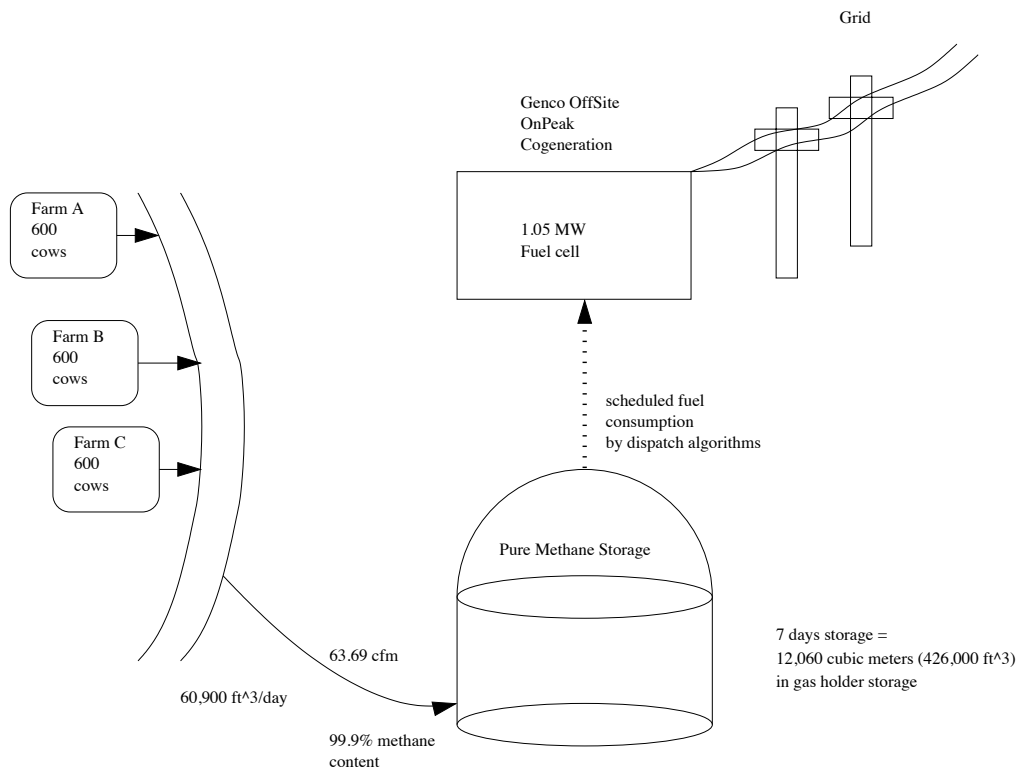 Grid
Genco OffSite
OnPeak
Cogeneration
Farm A
600
cows
1.05 MW
Fuel cell
Farm B
600
cows
scheduled fuel
consumption
by dispatch algorithms
Farm C
600
cows
Pure Methane Storage
7 days storage =
12,060 cubic meters (426,000 ft^3)
in gas holder storage
63.69 cfm
60,900 ft^3/day
99.9% methane
content